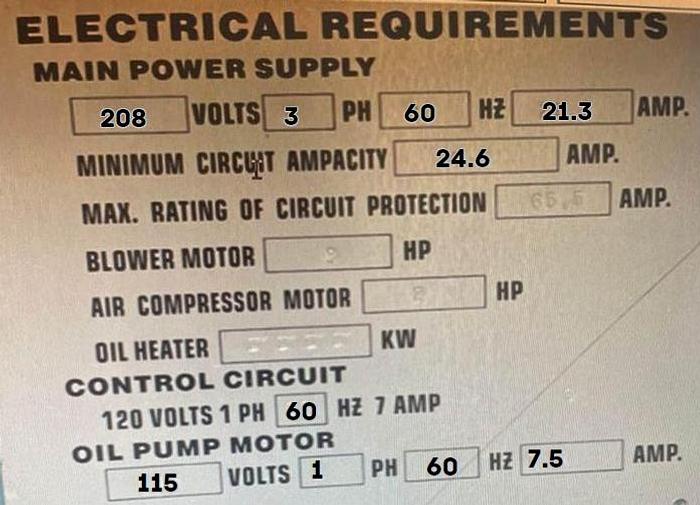 ELECTRICAL REQUIREMENTS
MAIN POWER SUPPLY
208 VOLTS 3 PH 60 HZ 21.3 AMP.
MINIMUM CIRCUIT AMPACITY 24.6 AMP.
MAX. RATING OF CIRCUIT PROTECTION AMP.
BLOWER MOTOR HP
AIR COMPRESSOR MOTOR HP
OIL HEATER KW
CONTROL CIRCUIT
120 VOLTS 1 PH 60 HZ 7 AMP
OIL PUMP MOTOR
115 VOLTS 1 PH 60 HZ 7.5 AMP.